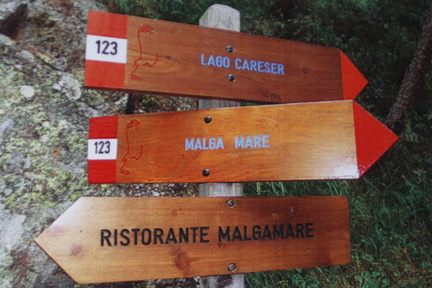 123
LAGO CARESER
123
MALGA MARE
RISTORANTE MALGAMARE